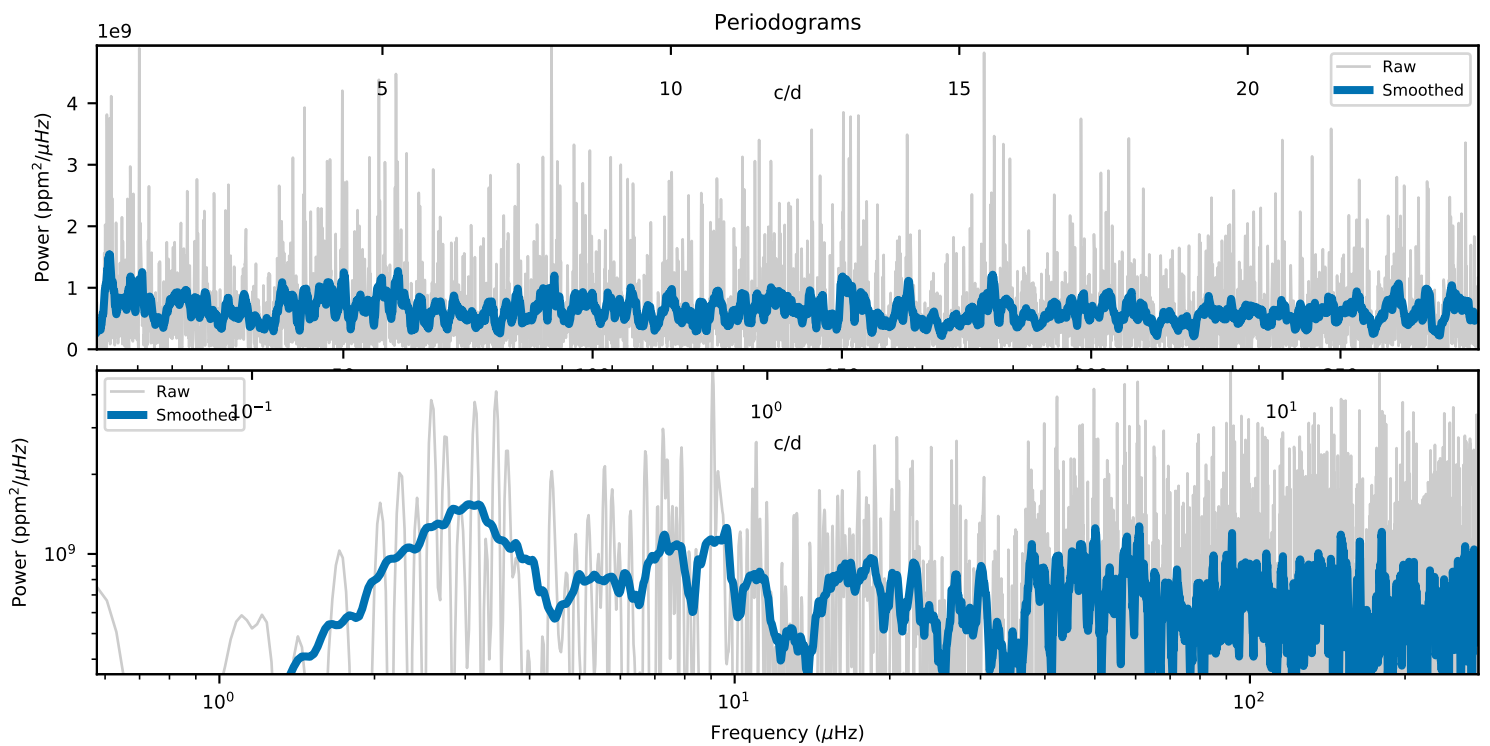 Periodograms
1e9
5 10 15 20
c/d
Raw
Smoothed
4
3
2
1
0
Power (ppm²/μHz)
Raw
Smoothed
10⁻¹ 10⁰ 10¹
c/d
10⁹
Power (ppm²/μHz)
10⁰ 10¹ 10²
Frequency (μHz)